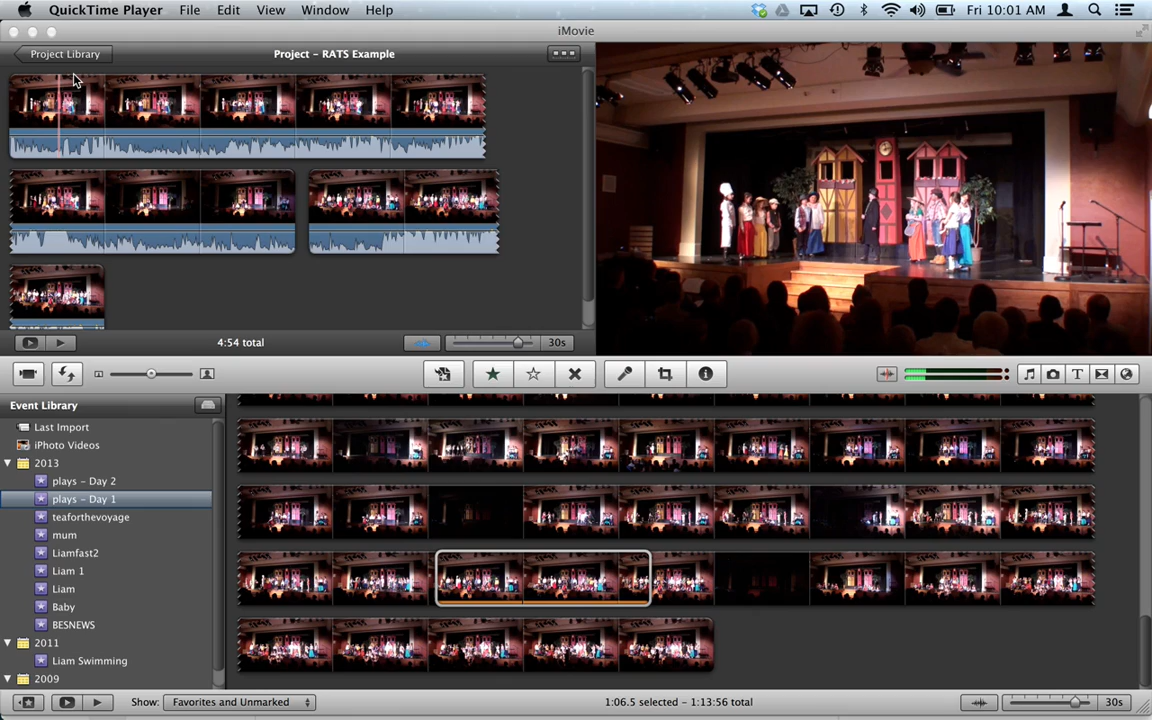 QuickTime Player File Edit View Window Help Fri 10:01 AM
iMovie
Project Library
Project - RATS Example
4:54 total
30s
Event Library
Last Import
iPhoto Videos
2013
plays - Day 2
plays - Day 1
teaforthevoyage
mum
Liamfast2
Liam 1
Liam
Baby
BESNEWS
2011
Liam Swimming
2009
Show: Favorites and Unmarked
1:06.5 selected - 1:13:56 total
30s